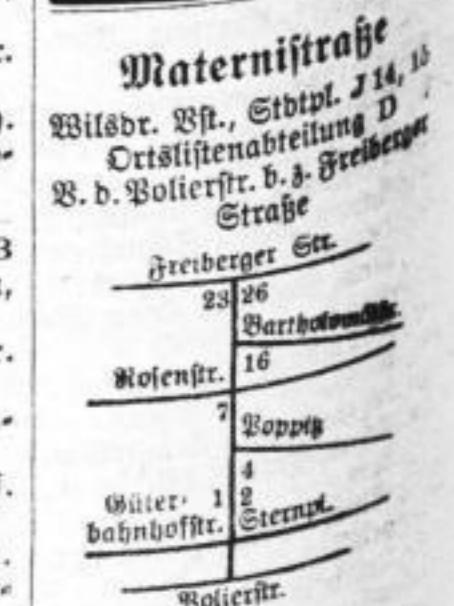 Materniſtraße
Wilsdr. Vſt., Stdtpl. J 14, 15
Ortsliſtenabteilung D
V. d. Polierſtr. b. z. Freiberger
Straße
Freiberger Str.
23 26
Bartholomäiſtr.
Roſenſtr. 16
7
Poppitz
4
Güter- 1 2
bahnhofſtr. Sternpl.
Polierſtr.